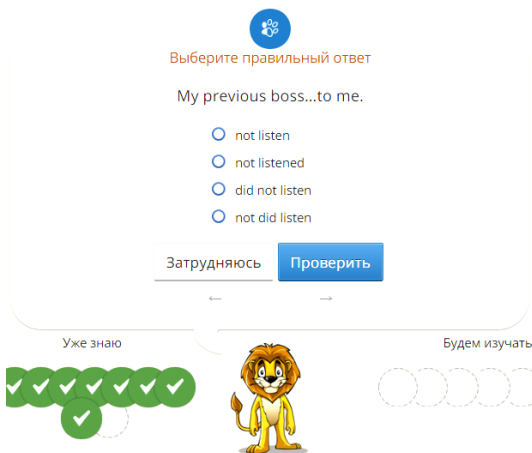 Выберите правильный ответ
My previous boss...to me.
not listen
not listened
did not listen
not did listen
Затрудняюсь Проверить
Уже знаю Будем изучать